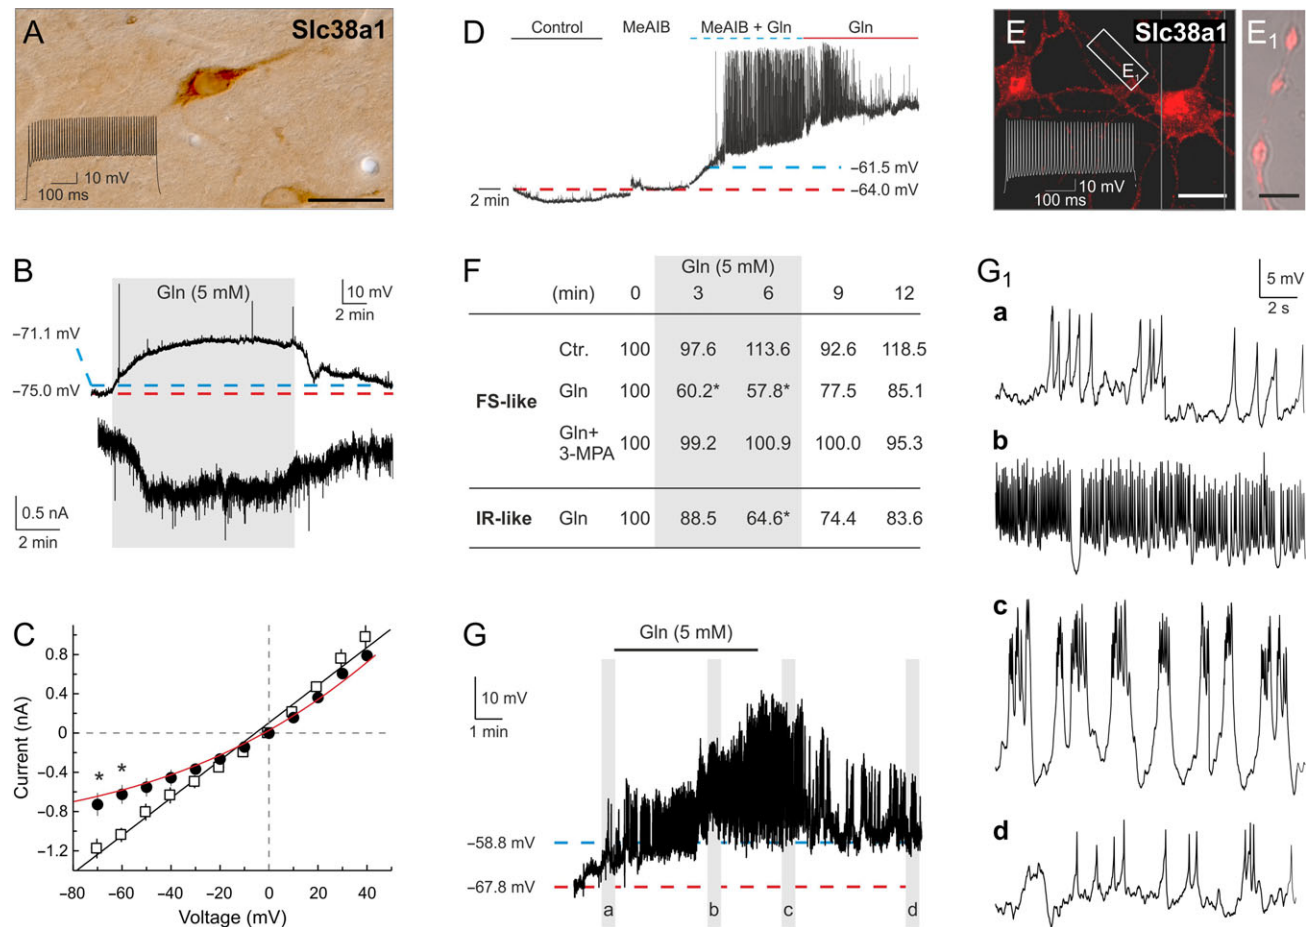 A
Slc38a1
10 mV
100 ms
D
Control
MeAIB
MeAIB + Gln
Gln
–61.5 mV
–64.0 mV
2 min
E
Slc38a1
E1
E1
10 mV
100 ms
B
Gln (5 mM)
10 mV
2 min
–71.1 mV
–75.0 mV
0.5 nA
2 min
F
Gln (5 mM)
(min) 0 3 6 9 12
Ctr. 100 97.6 113.6 92.6 118.5
FS-like Gln 100 60.2* 57.8* 77.5 85.1
Gln+
3-MPA 100 99.2 100.9 100.0 95.3
IR-like Gln 100 88.5 64.6* 74.4 83.6
G1
5 mV
2 s
a
b
c
d
C
Current (nA)
0.8
0.4
0
–0.4
–0.8
–1.2
* *
–80 –60 –40 –20 0 20 40
Voltage (mV)
G
Gln (5 mM)
10 mV
1 min
–58.8 mV
–67.8 mV
a b c d